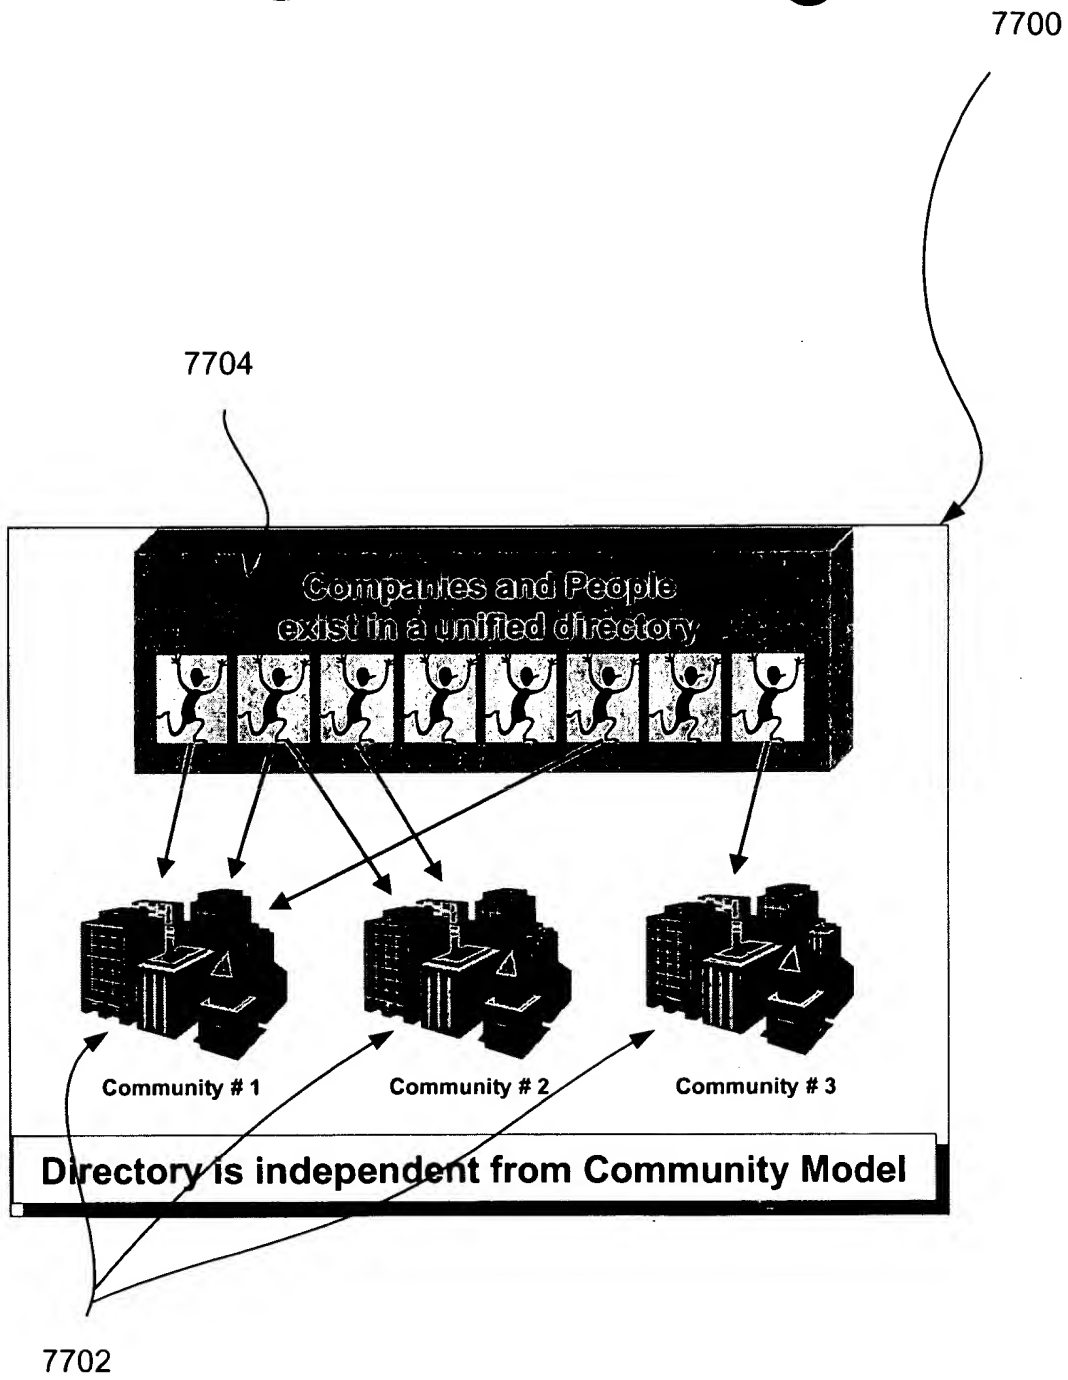 7700
7704
Companies and People
exist in a unified directory
Community # 1
Community # 2
Community # 3
Directory is independent from Community Model
7702